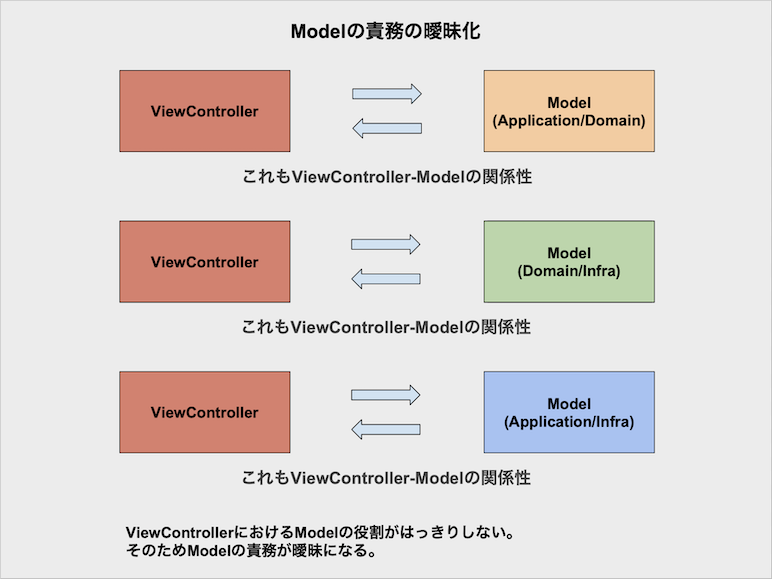 Modelの責務の曖昧化
ViewController
Model
(Application/Domain)
これもViewController-Modelの関係性
ViewController
Model
(Domain/Infra)
これもViewController-Modelの関係性
ViewController
Model
(Application/Infra)
これもViewController-Modelの関係性
ViewControllerにおけるModelの役割がはっきりしない。
そのためModelの責務が曖昧になる。